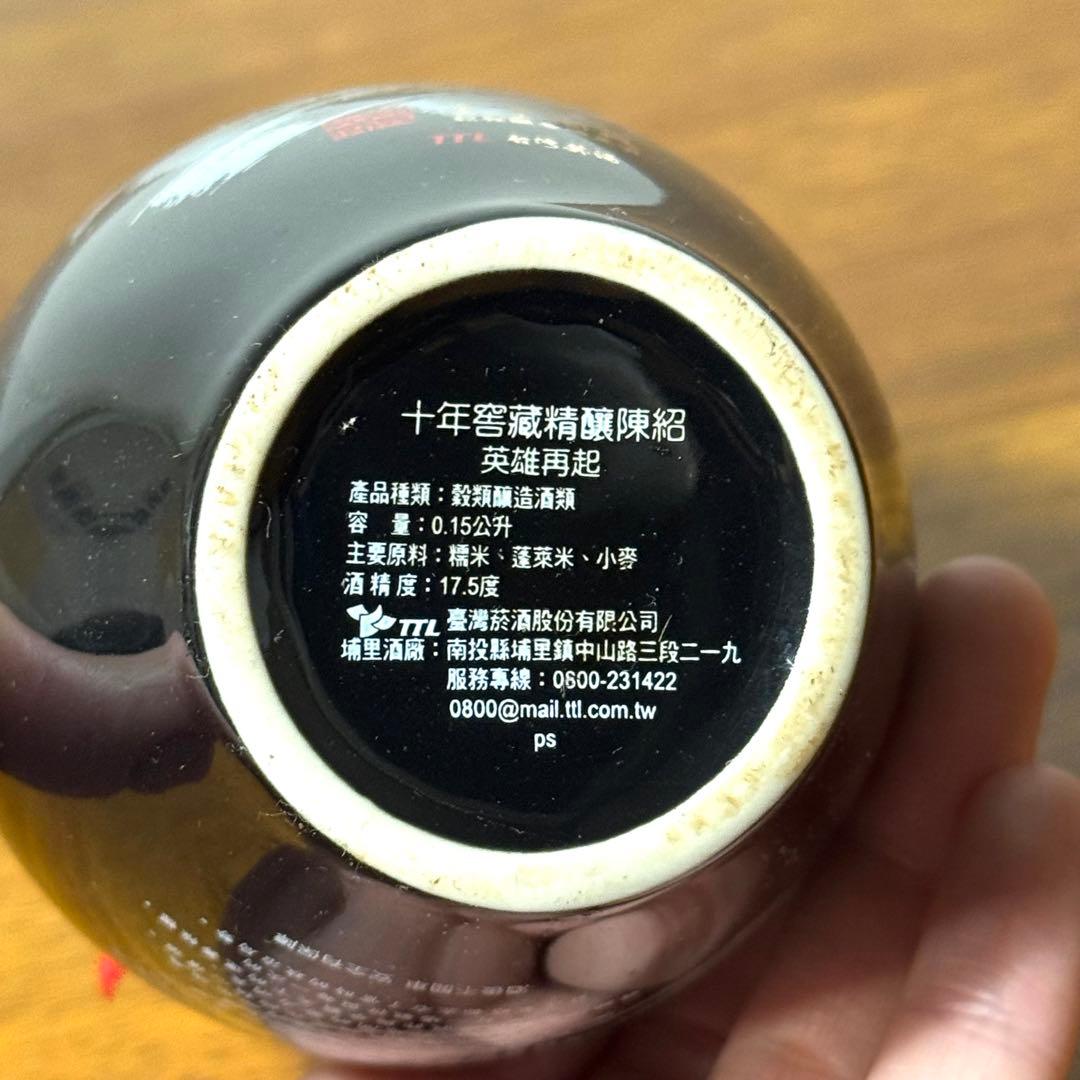 TTL
十年窖藏精釀陳紹
英雄再起
產品種類：穀類釀造酒類
容 量：0.15公升
主要原料：糯米、蓬萊米、小麥
酒精度：17.5度
TTL 臺灣菸酒股份有限公司
埔里酒廠：南投縣埔里鎮中山路三段二一九
服務專線：0800-231422
0800@mail.ttl.com.tw
ps